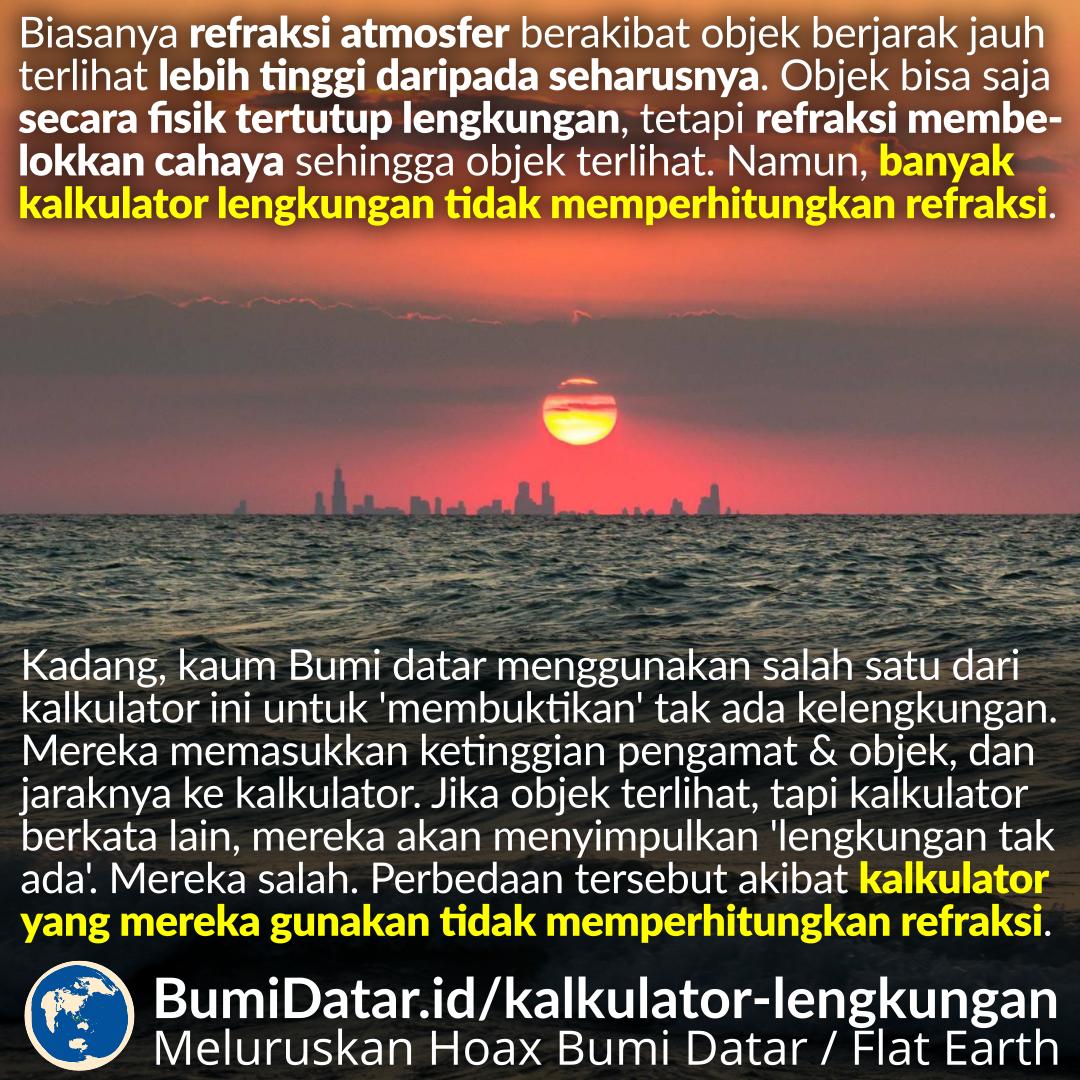 Biasanya refraksi atmosfer berakibat objek berjarak jauh
terlihat lebih tinggi daripada seharusnya. Objek bisa saja
secara fisik tertutup lengkungan, tetapi refraksi membe-
lokkan cahaya sehingga objek terlihat. Namun, banyak
kalkulator lengkungan tidak memperhitungkan refraksi.
Kadang, kaum Bumi datar menggunakan salah satu dari
kalkulator ini untuk 'membuktikan' tak ada kelengkungan.
Mereka memasukkan ketinggian pengamat & objek, dan
jaraknya ke kalkulator. Jika objek terlihat, tapi kalkulator
berkata lain, mereka akan menyimpulkan 'lengkungan tak
ada'. Mereka salah. Perbedaan tersebut akibat kalkulator
yang mereka gunakan tidak memperhitungkan refraksi.
BumiDatar.id/kalkulator-lengkungan
Meluruskan Hoax Bumi Datar / Flat Earth